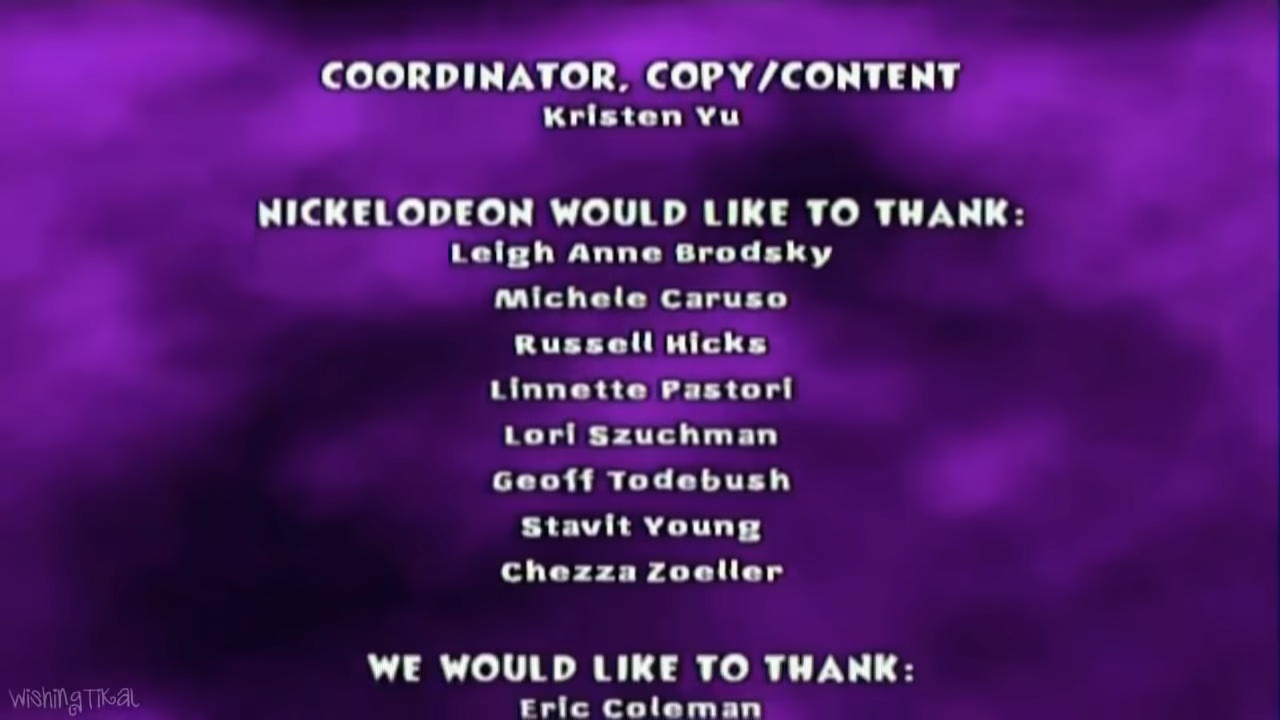 COORDINATOR, COPY/CONTENT
Kristen Yu
NICKELODEON WOULD LIKE TO THANK:
Leigh Anne Brodsky
Michele Caruso
Russell Hicks
Linnette Pastori
Lori Szuchman
Geoff Todebush
Stavit Young
Chezza Zoeller
WE WOULD LIKE TO THANK:
Eric Coleman
WishingTikal